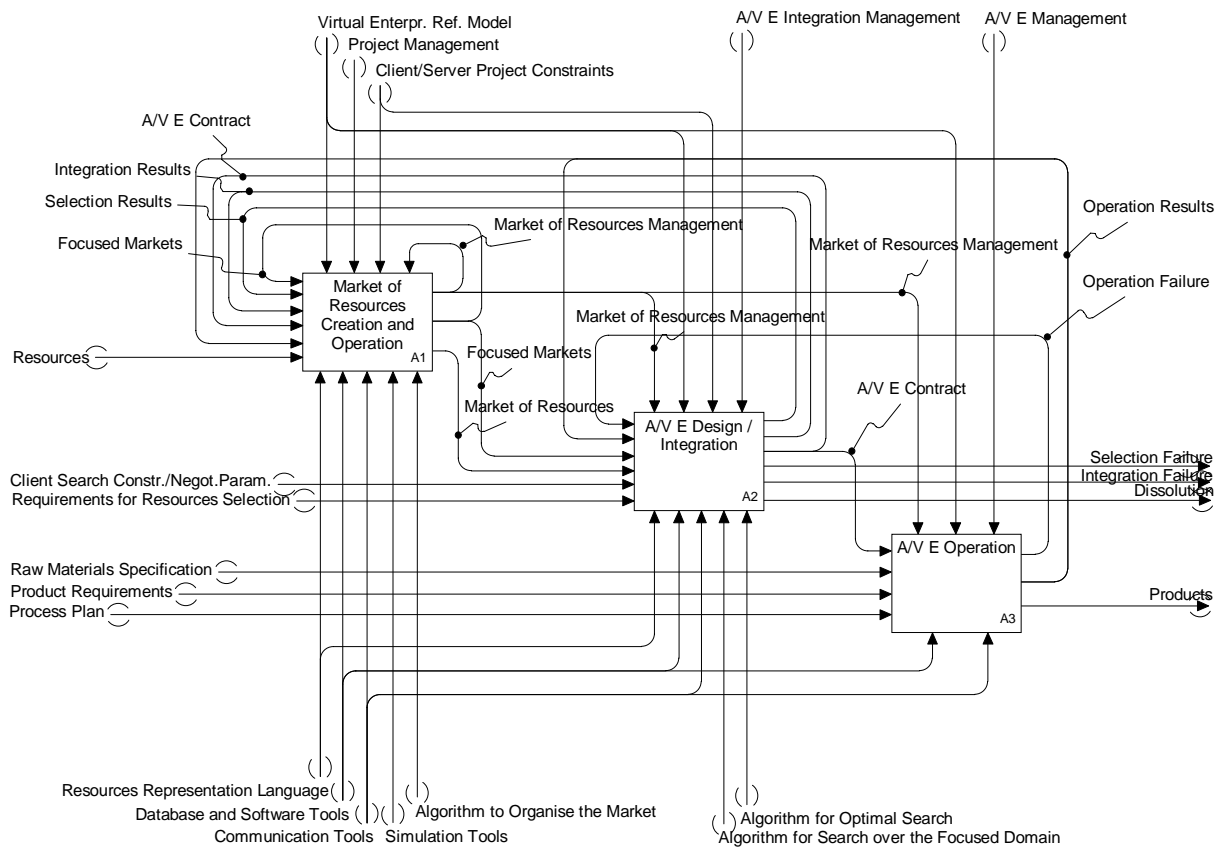 Virtual Enterpr. Ref. Model
Project Management
Client/Server Project Constraints
A/V E Integration Management
A/V E Management
A/V E Contract
Integration Results
Selection Results
Focused Markets
Market of Resources Management
Market of Resources Management
Operation Results
Operation Failure
Market of
Resources
Creation and
Operation
A1
Market of Resources Management
Resources
Focused Markets
Market of Resources
A/V E Contract
A/V E Design /
Integration
A2
Selection Failure
Integration Failure
Dissolution
Client Search Constr./Negot.Param.
Requirements for Resources Selection
A/V E Operation
A3
Raw Materials Specification
Product Requirements
Process Plan
Products
Resources Representation Language
Database and Software Tools
Communication Tools
Simulation Tools
Algorithm to Organise the Market
Algorithm for Optimal Search
Algorithm for Search over the Focused Domain